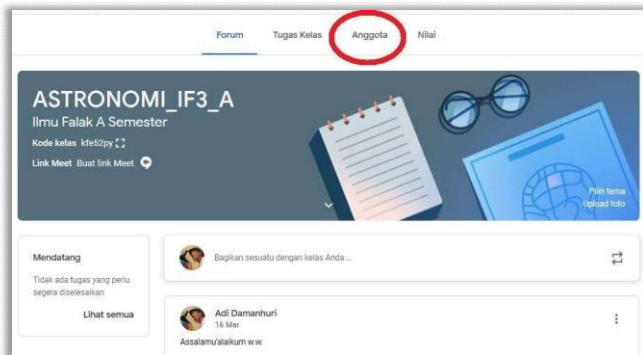 Forum Tugas Kelas Anggota Nilai
ASTRONOMI_IF3_A
Ilmu Falak A Semester
Kode kelas kfe52py
Link Meet Buat link Meet
Pilih tema
Upload foto
Mendatang
Tidak ada tugas yang perlu
segera diselesaikan
Lihat semua
Bagikan sesuatu dengan kelas Anda ...
Adi Damanhuri
16 Mar
Assalamu'alaikum w.w.